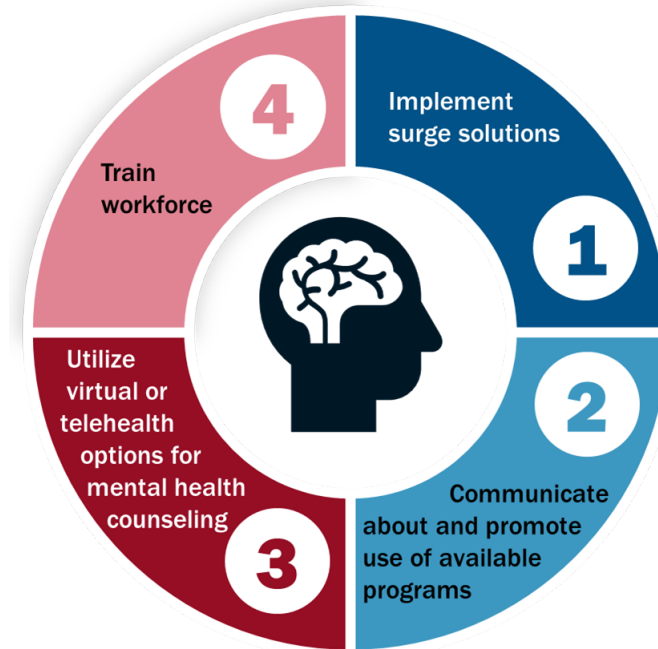 Implement
surge solutions
1
2
Communicate
about and promote
use of available
programs
Utilize
virtual or
telehealth
options for
mental health
counseling
3
4
Train
workforce